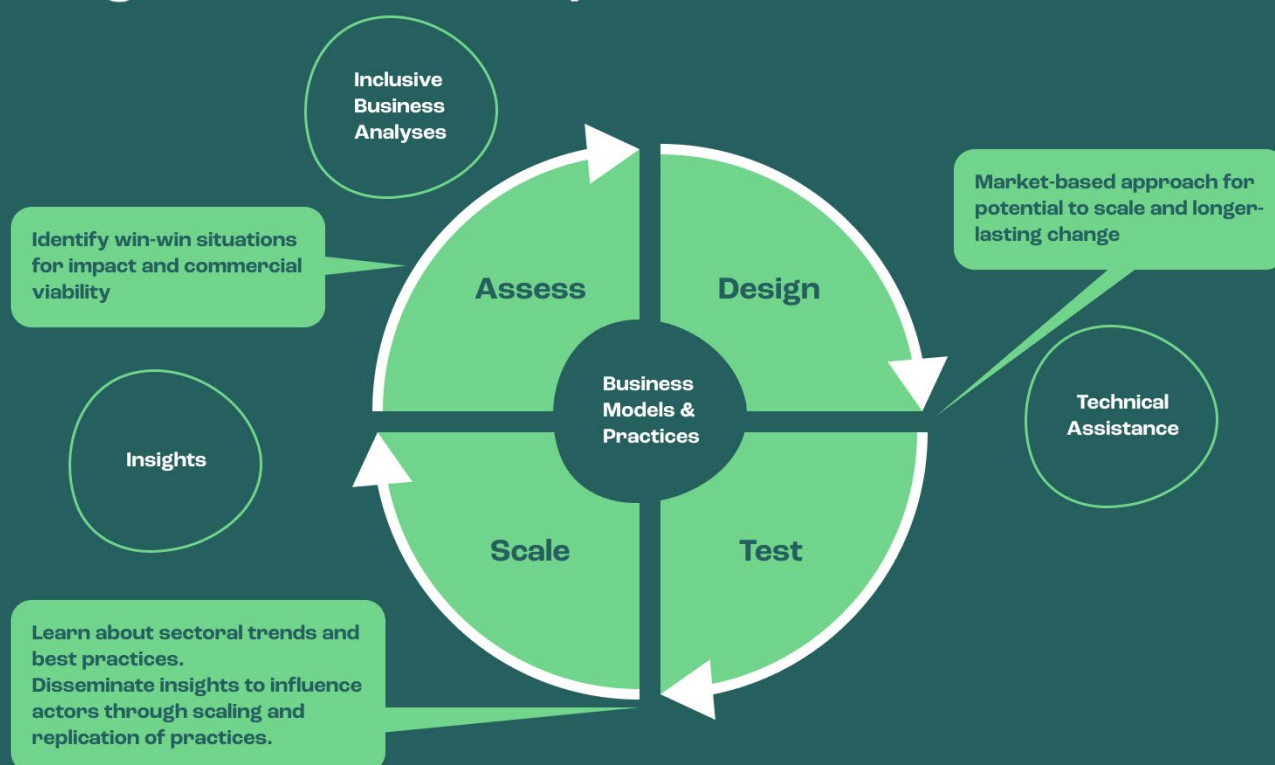 Inclusive
Business
Analyses
Market-based approach for
potential to scale and longer-
lasting change
Identify win-win situations
for impact and commercial
viability
Assess
Design
Business
Models &
Practices
Technical
Assistance
Insights
Scale
Test
Learn about sectoral trends and
best practices.
Disseminate insights to influence
actors through scaling and
replication of practices.